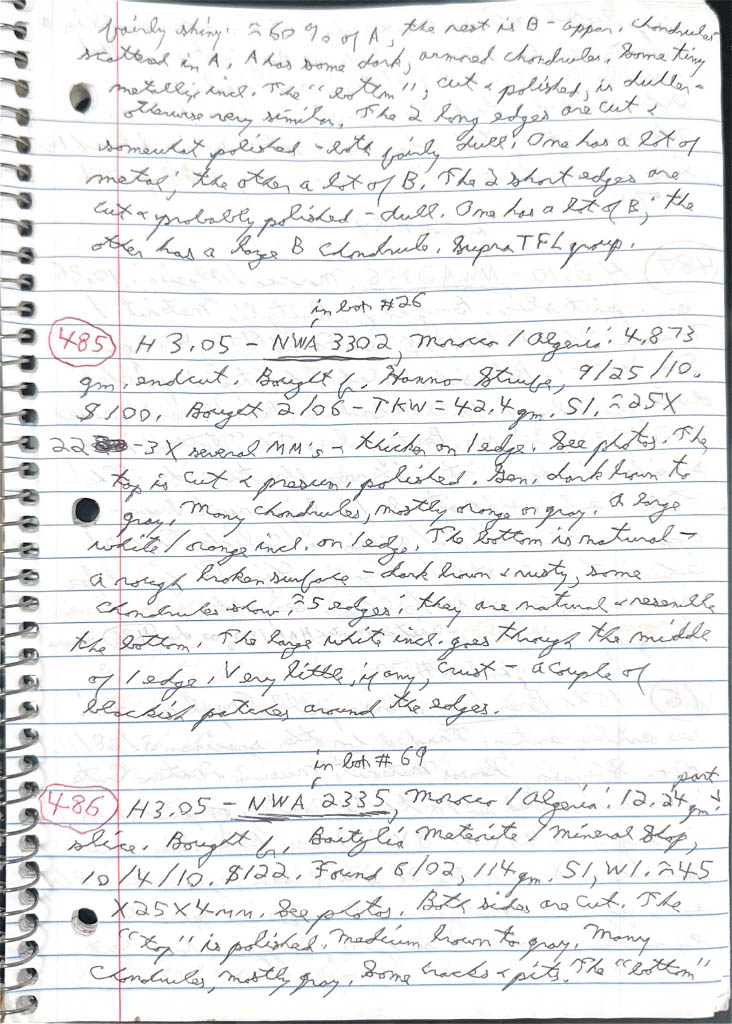 fairly shiny. ≈60% of A, the rest is B - appar. chondrules
scattered in A. A has some dark, armored chondrules. Some tiny
metallic incl. The "bottom", cut & polished, is duller -
otherwise very similar. The 2 long edges are cut &
somewhat polished - both fairly dull. One has a lot of
metal; the other a lot of B. The 2 short edges are
cut & probably polished - dull. One has a lot of B; the
other has a large B chondrule. Supra TFL group.
in box #26
485 H 3.05 - NWA 3302, Morocco / Algeria. 4.873
gm. endcut. Bought f. Hanno Strufe, 9/25/10.
$100. Bought 2/06 - TKW = 42.4 gm. S1. ≈25X
22 -3X several MM's - thicker on 1 edge. See photos. The
top is cut & presum. polished. Gen. dark brown to
gray. Many chondrules, mostly orange or gray. A large
white / orange incl. on 1 edge. The bottom is natural -
a rough broken surface - dark brown & rusty, some
chondrules show. ≈5 edges; they are natural & resemble
the bottom. The large white incl. goes through the middle
of 1 edge. Very little, if any, crust - a couple of
blackish patches around the edges.
in box #69
486 H3.05 - NWA 2335, Morocco / Algeria. 12.24 gm. part
slice. Bought f. Baitylia Meteorite / Mineral Shop,
10/4/10. $122. Found 6/02, 114 gm. S1, W1. ≈45
X25X4mm. See photos. Both sides are cut. The
"top" is polished. Medium brown to gray. Many
chondrules, mostly gray. Some cracks & pits. The "bottom"